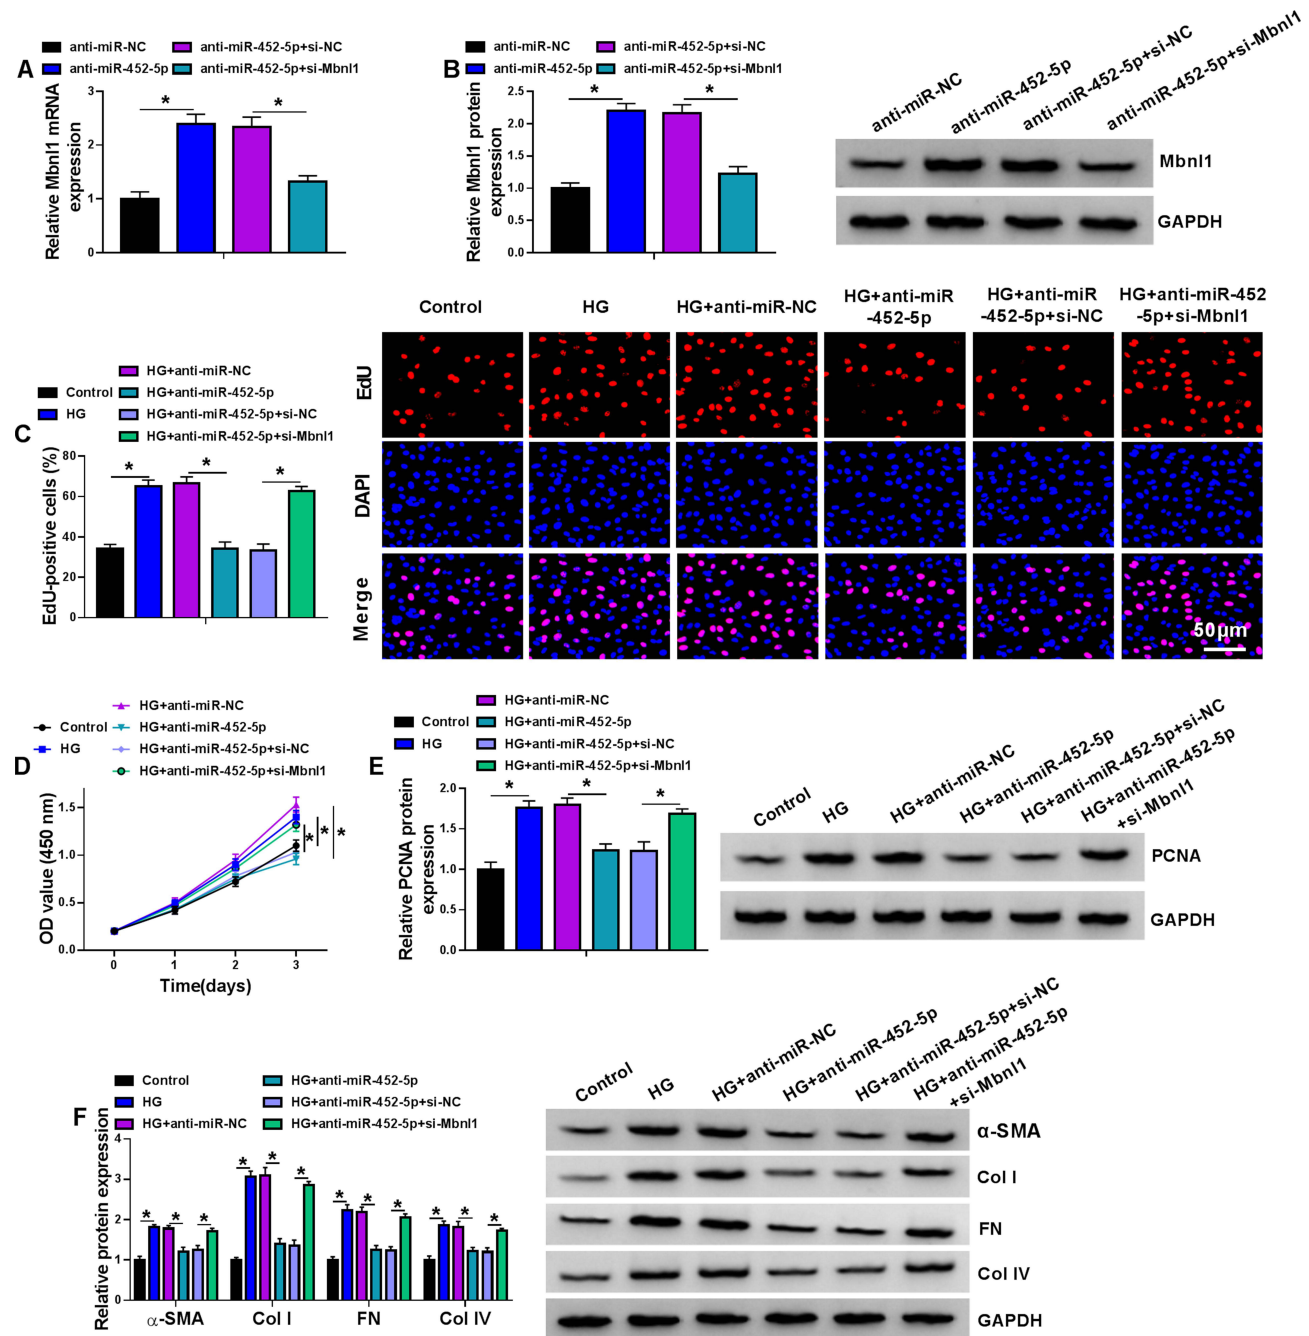 A
anti-miR-NC
anti-miR-452-5p+si-NC
anti-miR-452-5p
anti-miR-452-5p+si-Mbnl1
Relative Mbnl1 mRNA
expression
3
2
1
0
*
*
B
anti-miR-NC
anti-miR-452-5p+si-NC
anti-miR-452-5p
anti-miR-452-5p+si-Mbnl1
Relative Mbnl1 protein
expression
2.5
2.0
1.5
1.0
0.5
0.0
*
*
anti-miR-NC
anti-miR-452-5p
anti-miR-452-5p+si-NC
anti-miR-452-5p+si-Mbnl1
Mbnl1
GAPDH
C
HG+anti-miR-NC
Control
HG+anti-miR-452-5p
HG
HG+anti-miR-452-5p+si-NC
HG+anti-miR-452-5p+si-Mbnl1
EdU-positive cells (%)
80
60
40
20
0
*
*
*
Control
HG
HG+anti-miR-NC
HG+anti-miR
-452-5p
HG+anti-miR
-452-5p+si-NC
HG+anti-miR-452
-5p+si-Mbnl1
EdU
DAPI
Merge
50μm
D
HG+anti-miR-NC
Control
HG+anti-miR-452-5p
HG
HG+anti-miR-452-5p+si-NC
HG+anti-miR-452-5p+si-Mbnl1
OD value (450 nm)
1.5
1.0
0.5
0.0
0
1
2
3
Time(days)
*
*
*
E
HG+anti-miR-NC
Control
HG+anti-miR-452-5p
HG
HG+anti-miR-452-5p+si-NC
HG+anti-miR-452-5p+si-Mbnl1
Relative PCNA protein
expression
2.0
1.5
1.0
0.5
0.0
*
*
*
Control
HG
HG+anti-miR-NC
HG+anti-miR-452-5p
HG+anti-miR-452-5p+si-NC
HG+anti-miR-452-5p
+si-Mbnl1
PCNA
GAPDH
F
Control
HG+anti-miR-452-5p
HG
HG+anti-miR-452-5p+si-NC
HG+anti-miR-NC
HG+anti-miR-452-5p+si-Mbnl1
Relative protein expression
4
3
2
1
0
*
*
*
*
*
*
*
*
*
*
*
*
α-SMA
Col I
FN
Col IV
Control
HG
HG+anti-miR-NC
HG+anti-miR-452-5p
HG+anti-miR-452-5p+si-NC
HG+anti-miR-452-5p
+si-Mbnl1
α-SMA
Col I
FN
Col IV
GAPDH